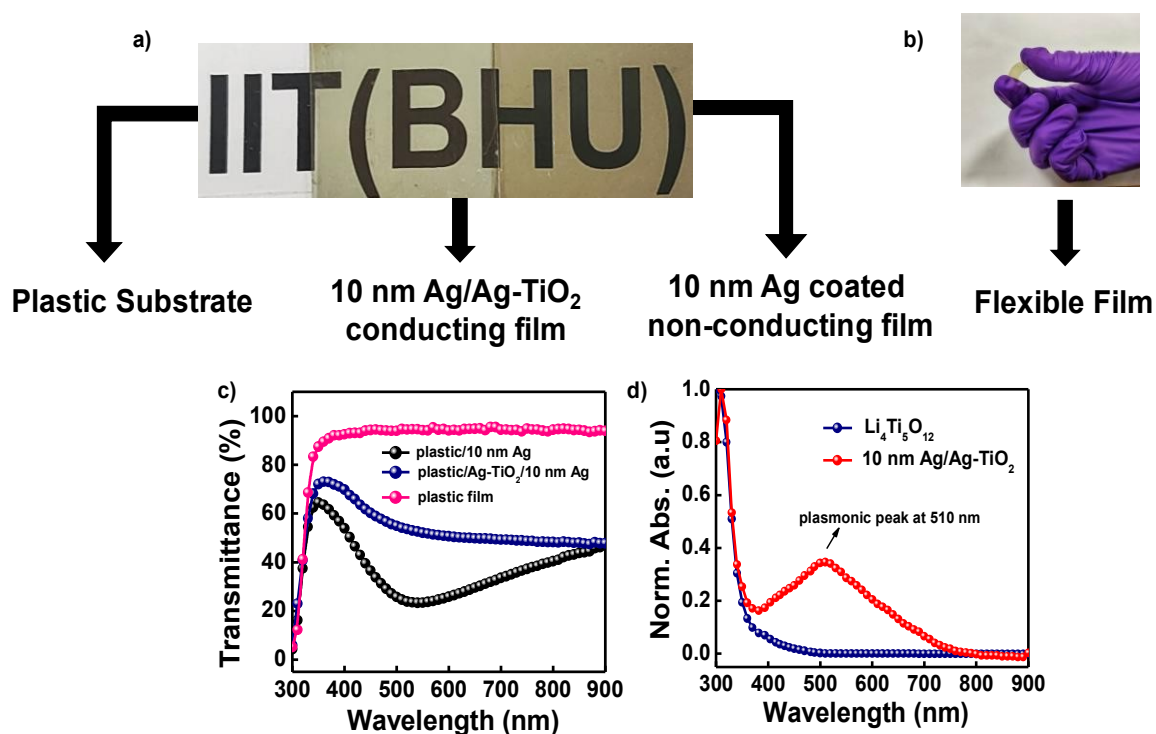 a)
b)
IIT(BHU)
Plastic Substrate
10 nm Ag/Ag-TiO₂
conducting film
10 nm Ag coated
non-conducting film
Flexible Film
c)
Transmittance (%)
100
80
60
40
20
0
plastic/10 nm Ag
plastic/Ag-TiO₂/10 nm Ag
plastic film
300 400 500 600 700 800 900
Wavelength (nm)
d)
Norm. Abs. (a.u)
1.0
0.8
0.6
0.4
0.2
0.0
Li₄Ti₅O₁₂
10 nm Ag/Ag-TiO₂
plasmonic peak at 510 nm
300 400 500 600 700 800 900
Wavelength (nm)